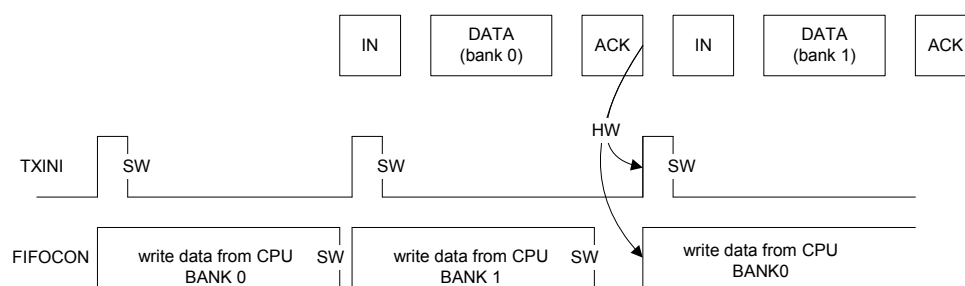 IN DATA ACK IN DATA ACK
(bank 0) (bank 1)
HW
TXINI SW SW SW
FIFOCON write data from CPU SW write data from CPU SW write data from CPU
BANK 0 BANK 1 BANK0